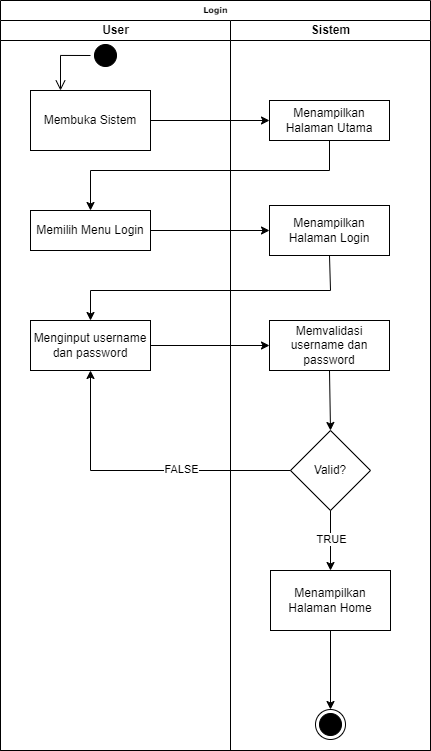 Login
User
Sistem
Membuka Sistem
Menampilkan
Halaman Utama
Memilih Menu Login
Menampilkan
Halaman Login
Menginput username
dan password
Memvalidasi
username dan
password
Valid?
FALSE
TRUE
Menampilkan
Halaman Home